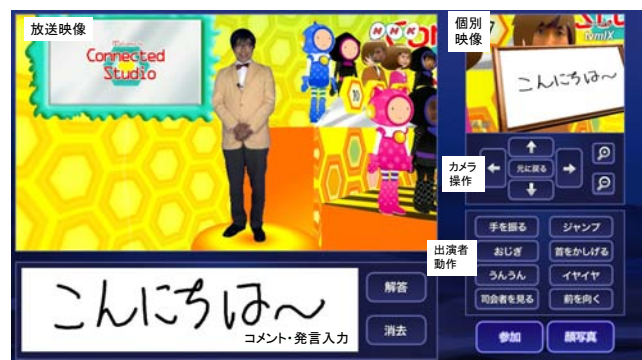 放送映像
Welcome
Connected
Studio
NHK
10
個別
映像
tvmlX
こんにちは〜
カメラ
操作
元に戻る
手を振る
ジャンプ
出演者
動作
おじぎ
首をかしげる
うんうん
イヤイヤ
司会者を見る
前を向く
こんにちは〜
コメント・発言入力
解答
消去
参加
顔写真